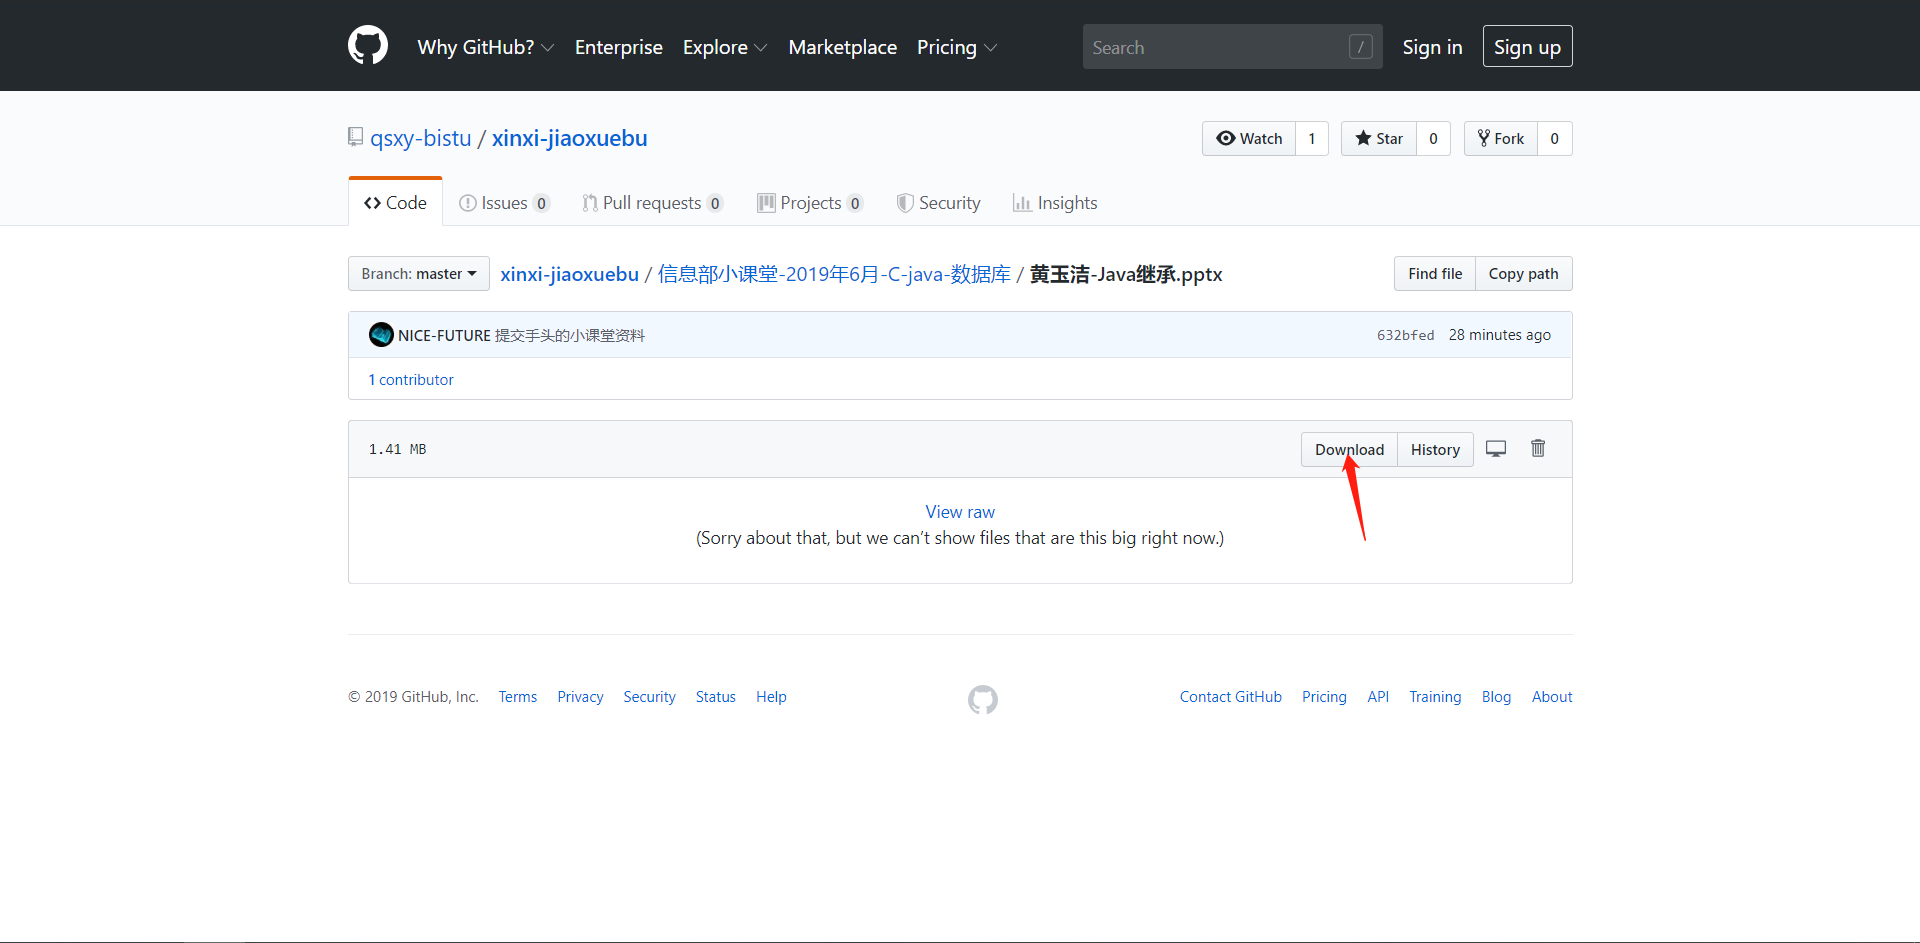 Why GitHub? Enterprise Explore Marketplace Pricing Search / Sign in Sign up
qsxy-bistu / xinxi-jiaoxuebu Watch 1 Star 0 Fork 0
Code Issues 0 Pull requests 0 Projects 0 Security Insights
Branch: master xinxi-jiaoxuebu / 信息部小课堂-2019年6月-C-java-数据库 / 黄玉洁-Java继承.pptx Find file Copy path
NICE-FUTURE 提交手头的小课堂资料 632bfed 28 minutes ago
1 contributor
1.41 MB Download History
View raw
(Sorry about that, but we can’t show files that are this big right now.)
© 2019 GitHub, Inc. Terms Privacy Security Status Help Contact GitHub Pricing API Training Blog About